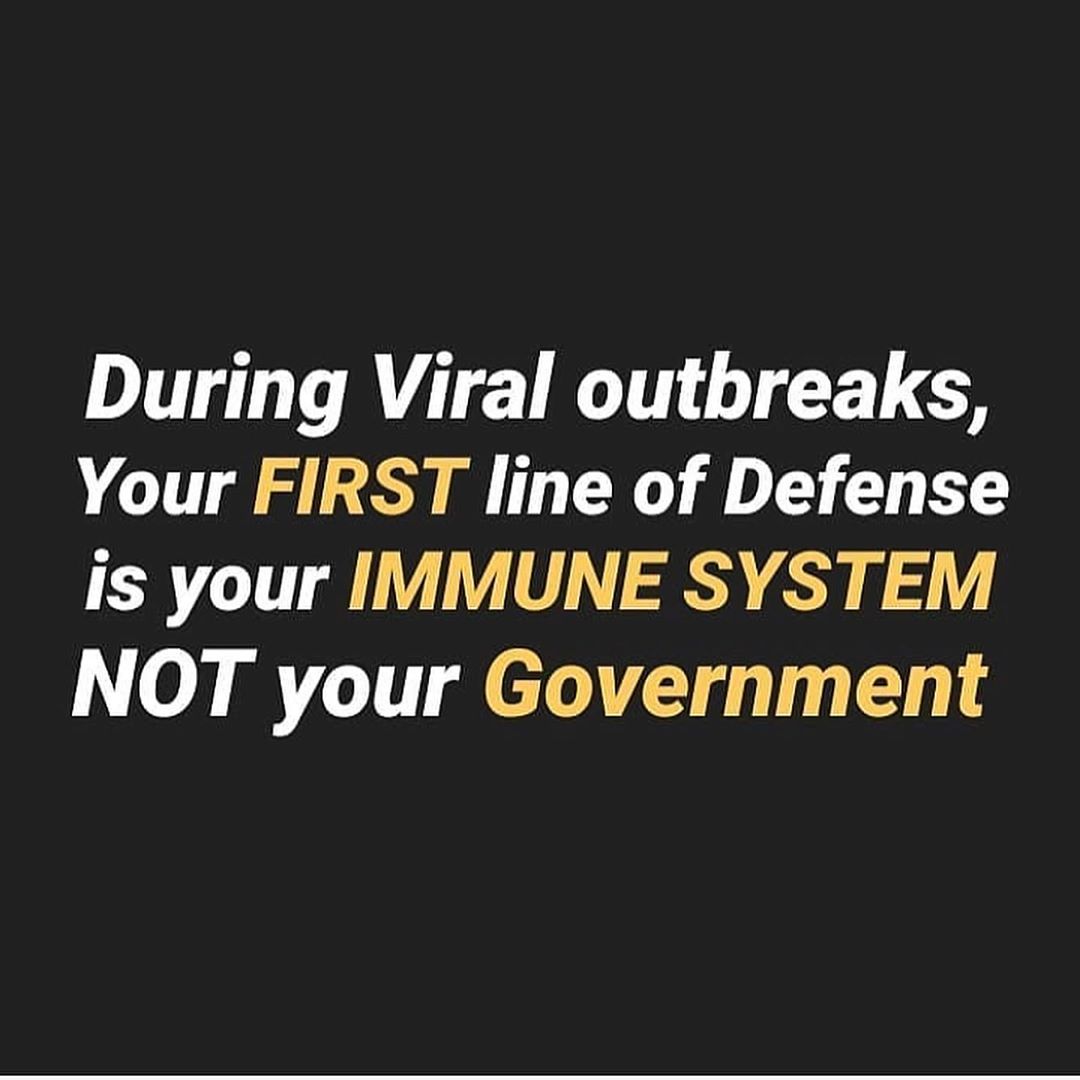 During Viral outbreaks,
Your FIRST line of Defense
is your IMMUNE SYSTEM
NOT your Government